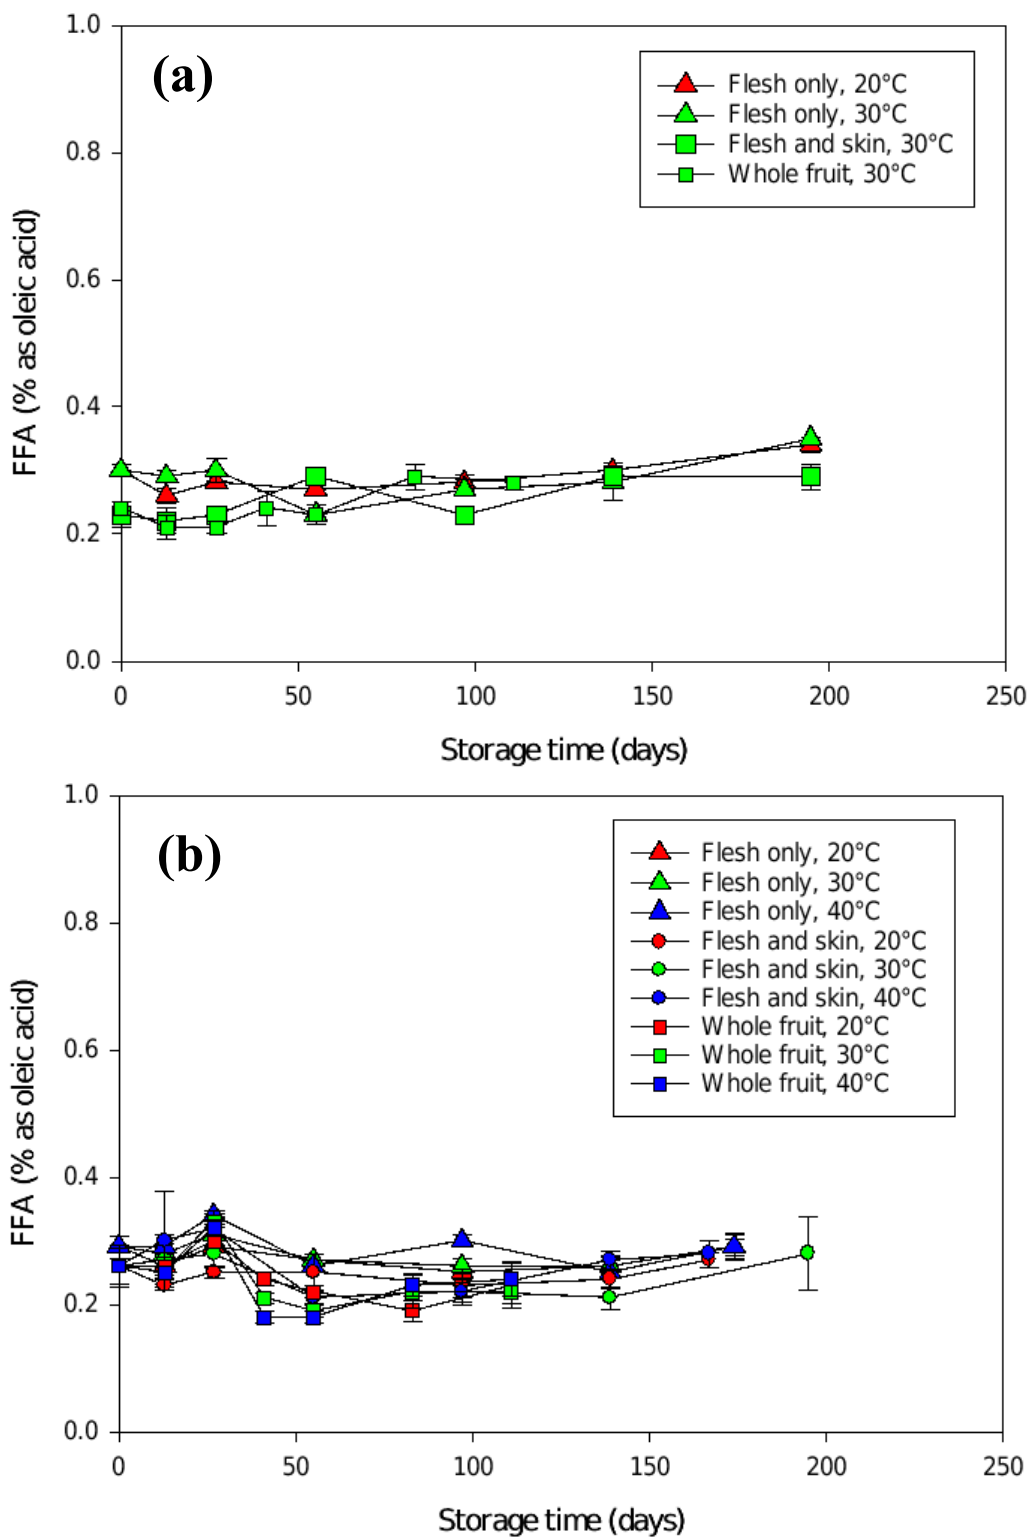 (a)
Flesh only, 20°C
Flesh only, 30°C
Flesh and skin, 30°C
Whole fruit, 30°C
FFA (% as oleic acid)
1.0
0.8
0.6
0.4
0.2
0.0
0 50 100 150 200 250
Storage time (days)
(b)
Flesh only, 20°C
Flesh only, 30°C
Flesh only, 40°C
Flesh and skin, 20°C
Flesh and skin, 30°C
Flesh and skin, 40°C
Whole fruit, 20°C
Whole fruit, 30°C
Whole fruit, 40°C
FFA (% as oleic acid)
1.0
0.8
0.6
0.4
0.2
0.0
0 50 100 150 200 250
Storage time (days)